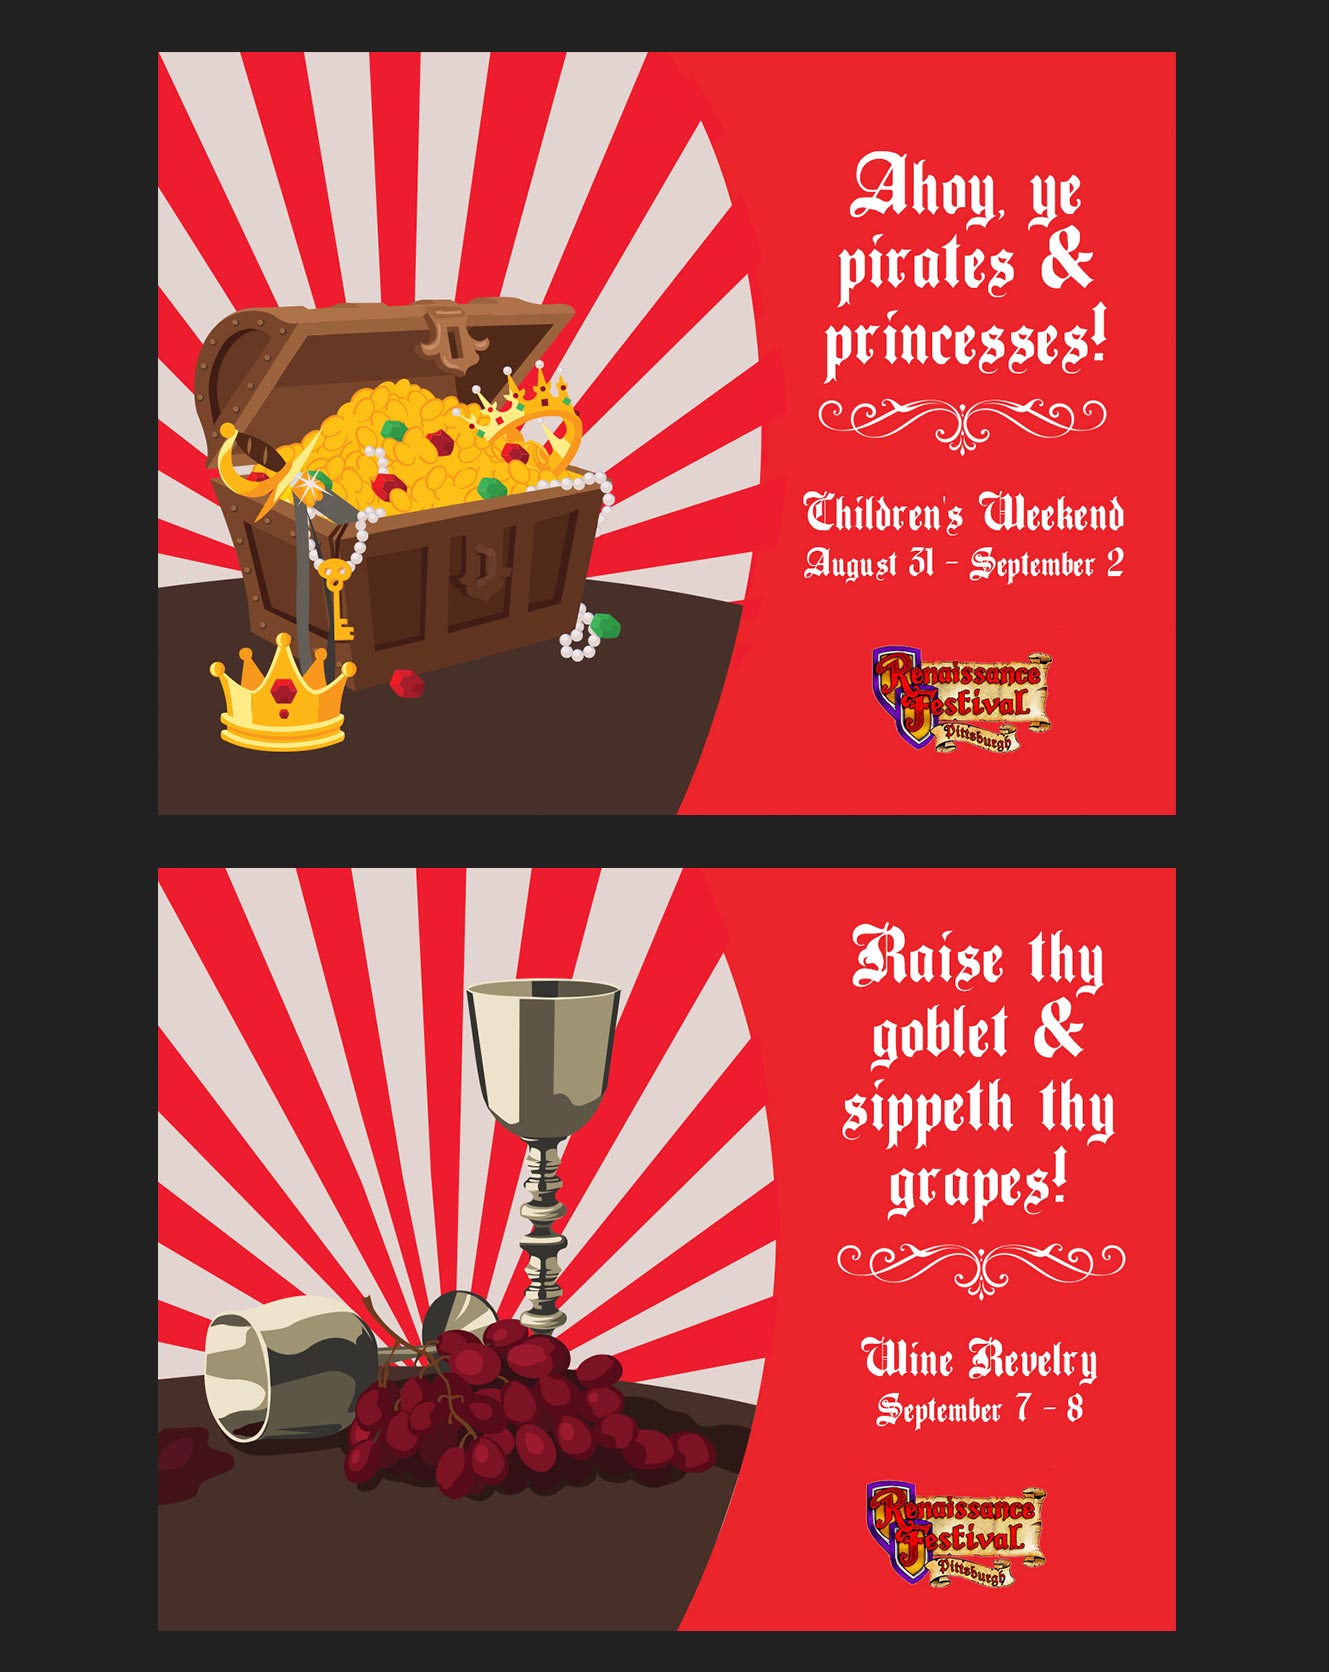 Ahoy, ye
pirates &
princesses!
Children's Weekend
August 31 - September 2
Renaissance
Festival
Pittsburgh
Raise thy
goblet &
sippeth thy
grapes!
Wine Revelry
September 7 - 8
Renaissance
Festival
Pittsburgh